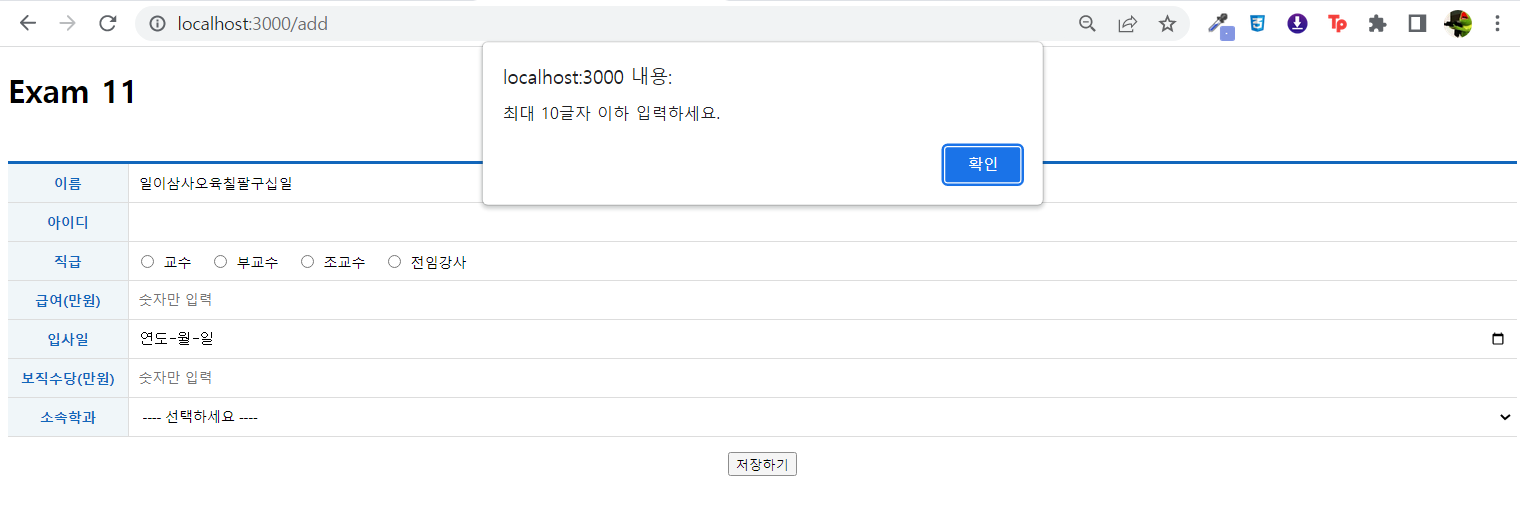 localhost:3000/add
localhost:3000 내용:
최대 10글자 이하 입력하세요.
확인
Exam 11
이름 일이삼사오육칠팔구십일
아이디
직급 교수 부교수 조교수 전임강사
급여(만원) 숫자만 입력
입사일 연도-월-일
보직수당(만원) 숫자만 입력
소속학과 ---- 선택하세요 ----
저장하기
Tp